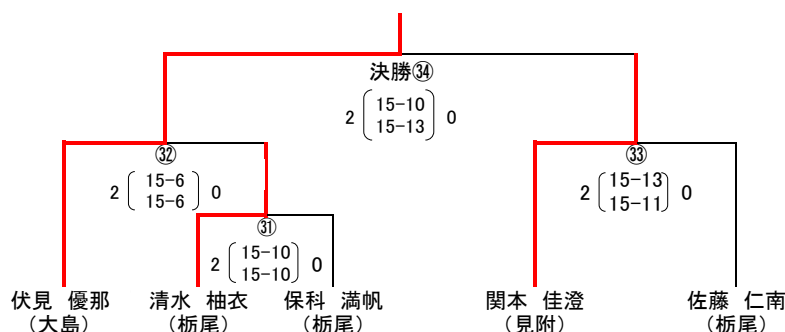 決勝㉞
2 15-10 0
15-13
㉜
2 15-6 0
15-6
㉝
2 15-13 0
15-11
㉛
2 15-10 0
15-10
伏見 優那 清水 柚衣 保科 満帆 関本 佳澄 佐藤 仁南
(大島) (栃尾) (栃尾) (見附) (栃尾)